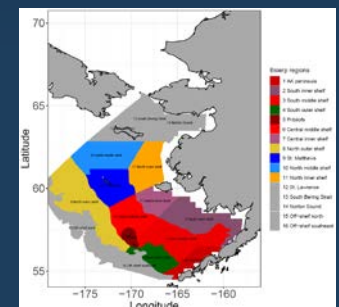 Bsierp regions
70
65
60
55
Latitude
−175
−170
−165
−160
Longitude
1 AK peninsula
2 South inner shelf
3 South middle shelf
4 South outer shelf
5 Pribilofs
6 Central middle shelf
7 Central inner shelf
8 North outer shelf
9 St. Matthews
10 North middle shelf
11 North inner shelf
12 St. Lawrence
13 South Bering Strait
14 Norton Sound
15 Off-shelf north
16 Off-shelf southeast